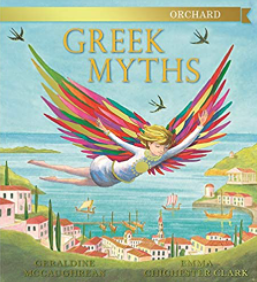 ORCHARD
GREEK
MYTHS
GERALDINE
McCAUGHREAN
EMMA
CHICHESTER CLARK